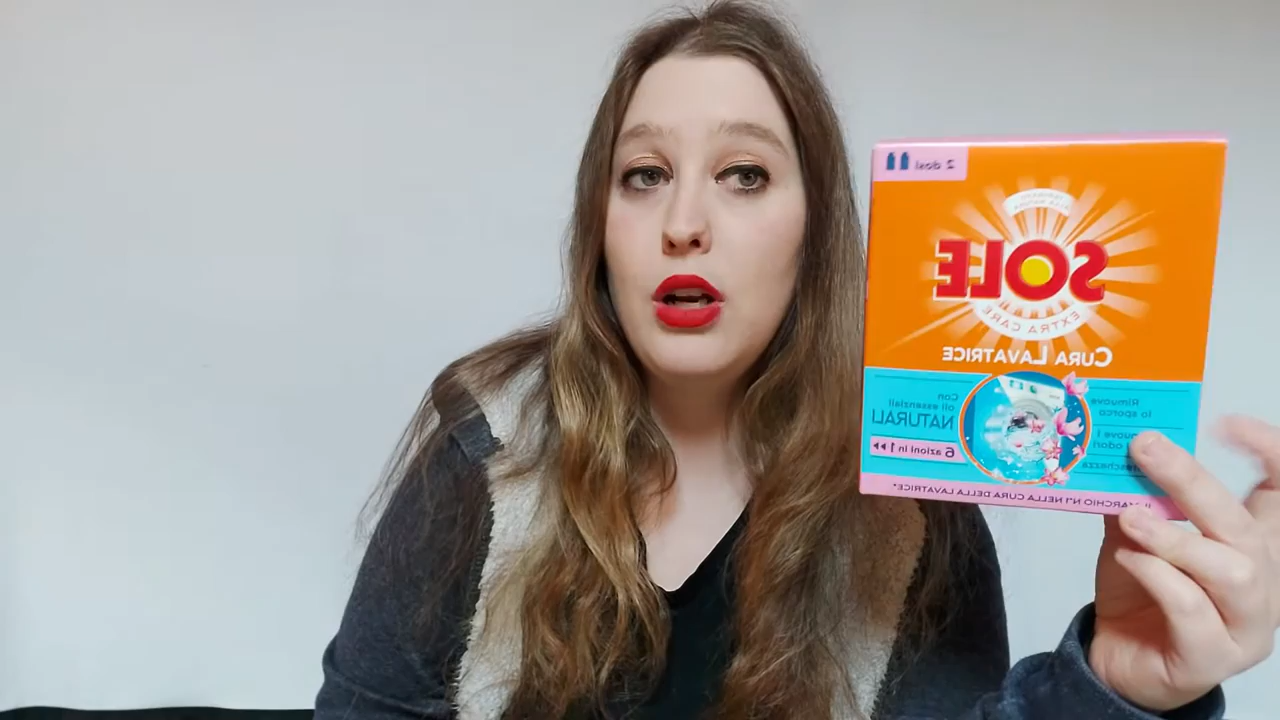 2 dosi
SOLE
EXTRA CARE
CURA LAVATRICE
Rimuove
lo sporco
Con
oli essenziali
NATURALI
6 azioni in 1
MARCHIO N°1 NELLA CURA DELLA LAVATRICE*